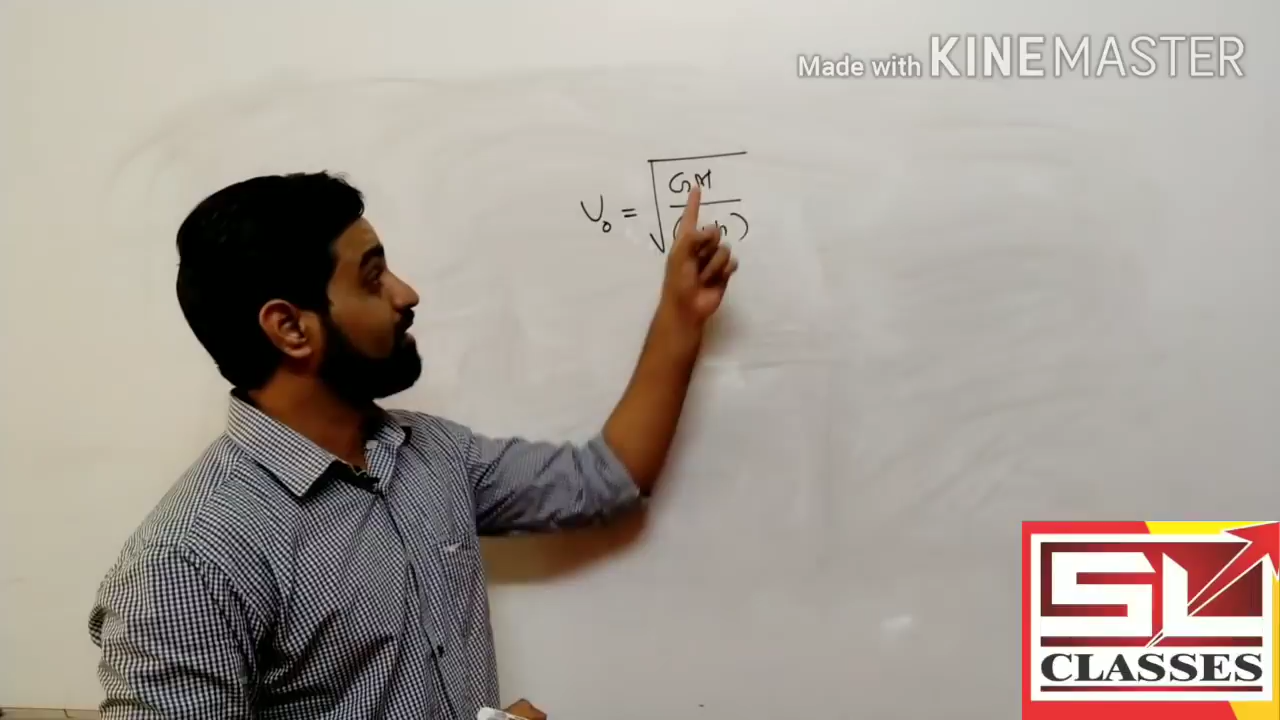 Made with KINEMASTER
V₀ = √GM
h)
SL
CLASSES